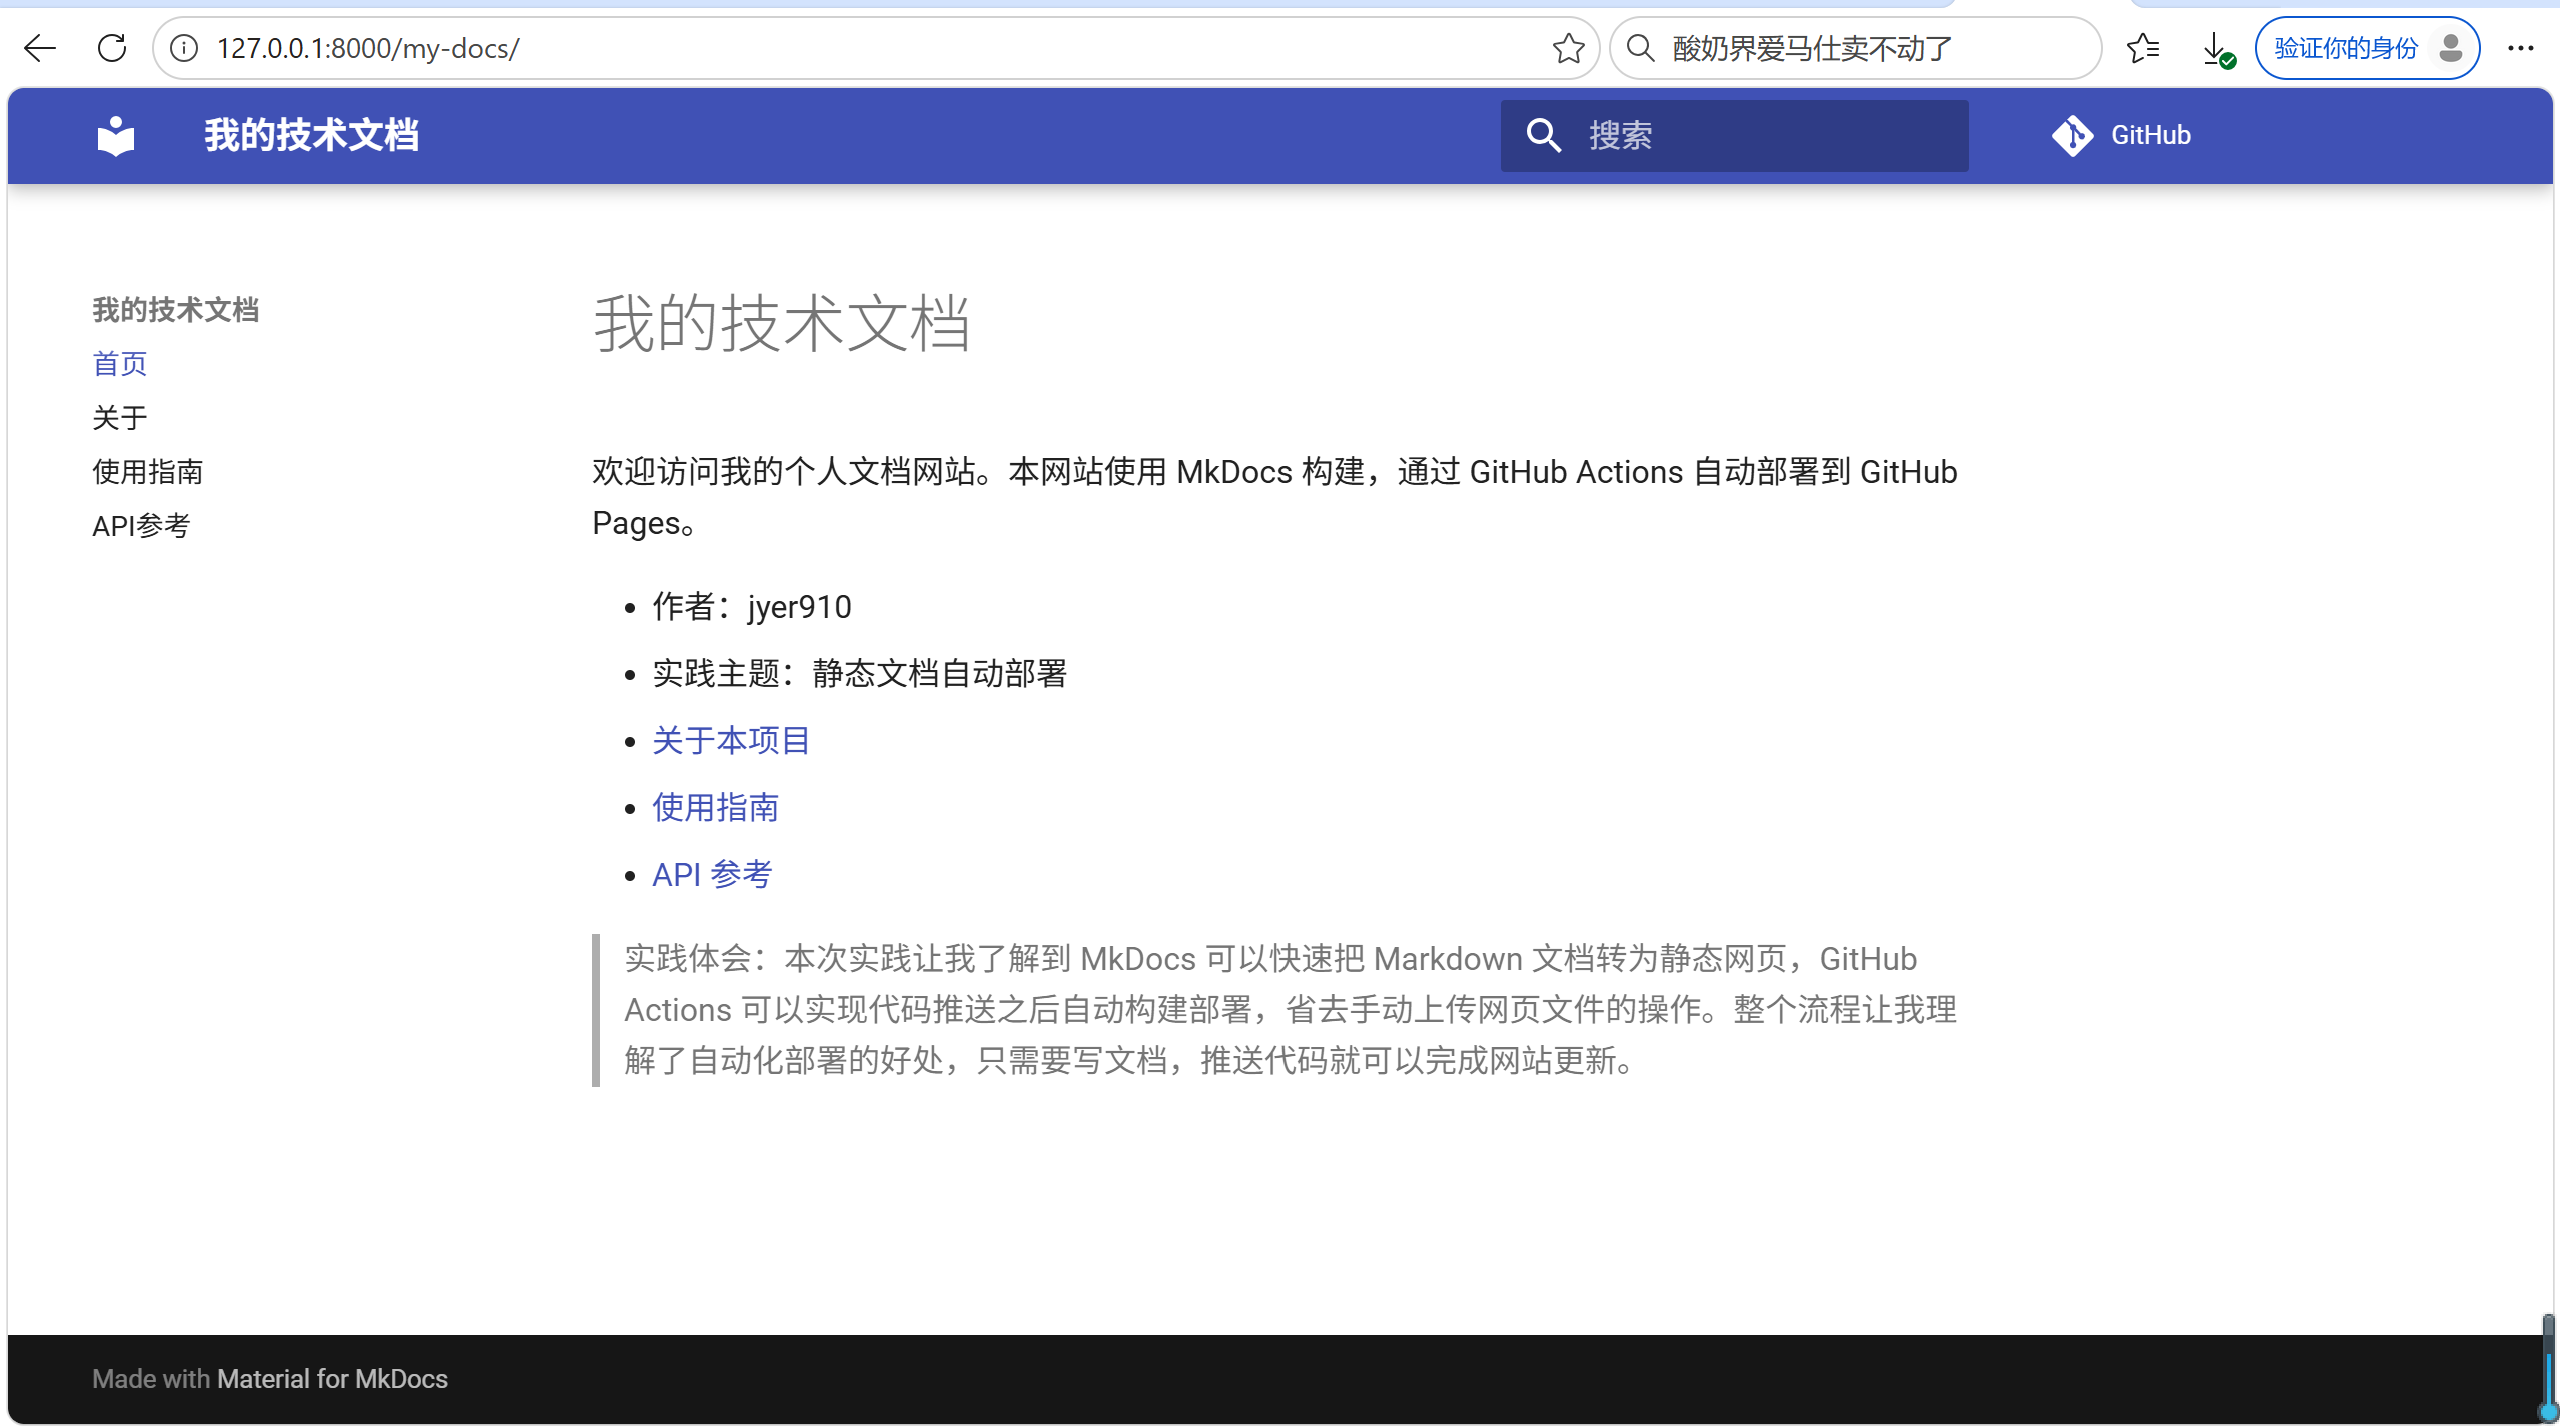 127.0.0.1:8000/my-docs/
酸奶界爱马仕卖不动了
验证你的身份
我的技术文档
搜索
GitHub
我的技术文档
首页
关于
使用指南
API参考
我的技术文档
欢迎访问我的个人文档网站。本网站使用 MkDocs 构建，通过 GitHub Actions 自动部署到 GitHub
Pages。
• 作者：jyer910
• 实践主题：静态文档自动部署
• 关于本项目
• 使用指南
• API 参考
实践体会：本次实践让我了解到 MkDocs 可以快速把 Markdown 文档转为静态网页，GitHub
Actions 可以实现代码推送之后自动构建部署，省去手动上传网页文件的操作。整个流程让我理
解了自动化部署的好处，只需要写文档，推送代码就可以完成网站更新。
Made with Material for MkDocs